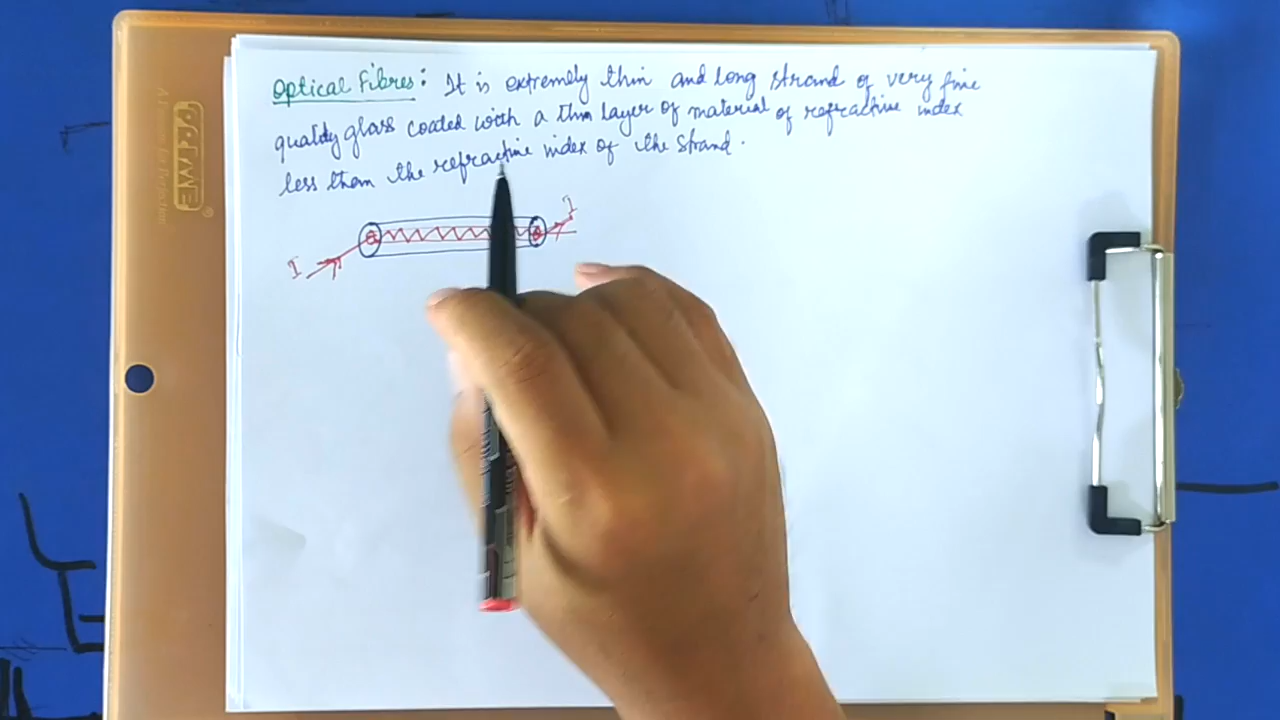 Optical Fibres: It is extremely thin and long strand of very fine
quality glass coated with a thin layer of material of refractive index
less than the refractive index of the strand.
I
I
PRIME